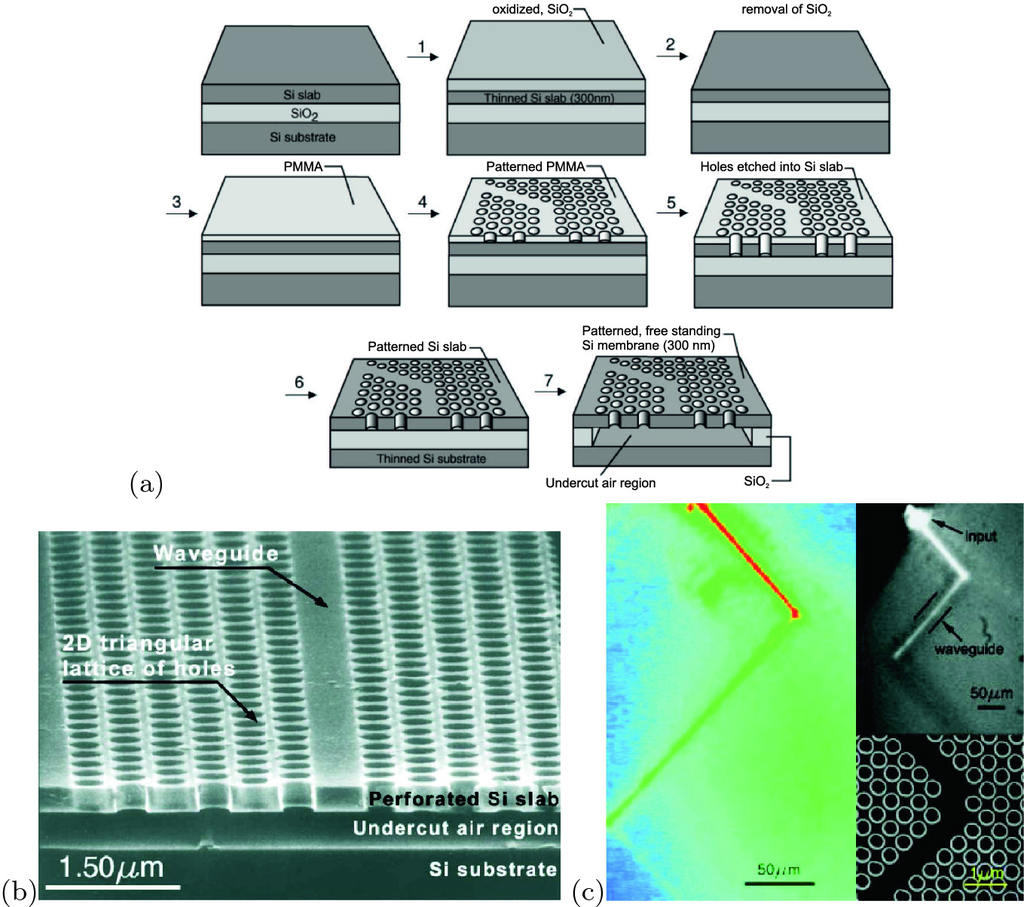 oxidized, SiO₂
removal of SiO₂
1
2
Si slab
SiO₂
Si substrate
Thinned Si slab (300nm)
PMMA
Patterned PMMA
Holes etched into Si slab
3
4
5
Patterned Si slab
Patterned, free standing
Si membrane (300 nm)
6
7
Thinned Si substrate
Undercut air region
SiO₂
(a)
Waveguide
2D triangular
lattice of holes
Perforated Si slab
Undercut air region
Si substrate
1.50μm
(b)
50μm
input
waveguide
50μm
1μm
(c)